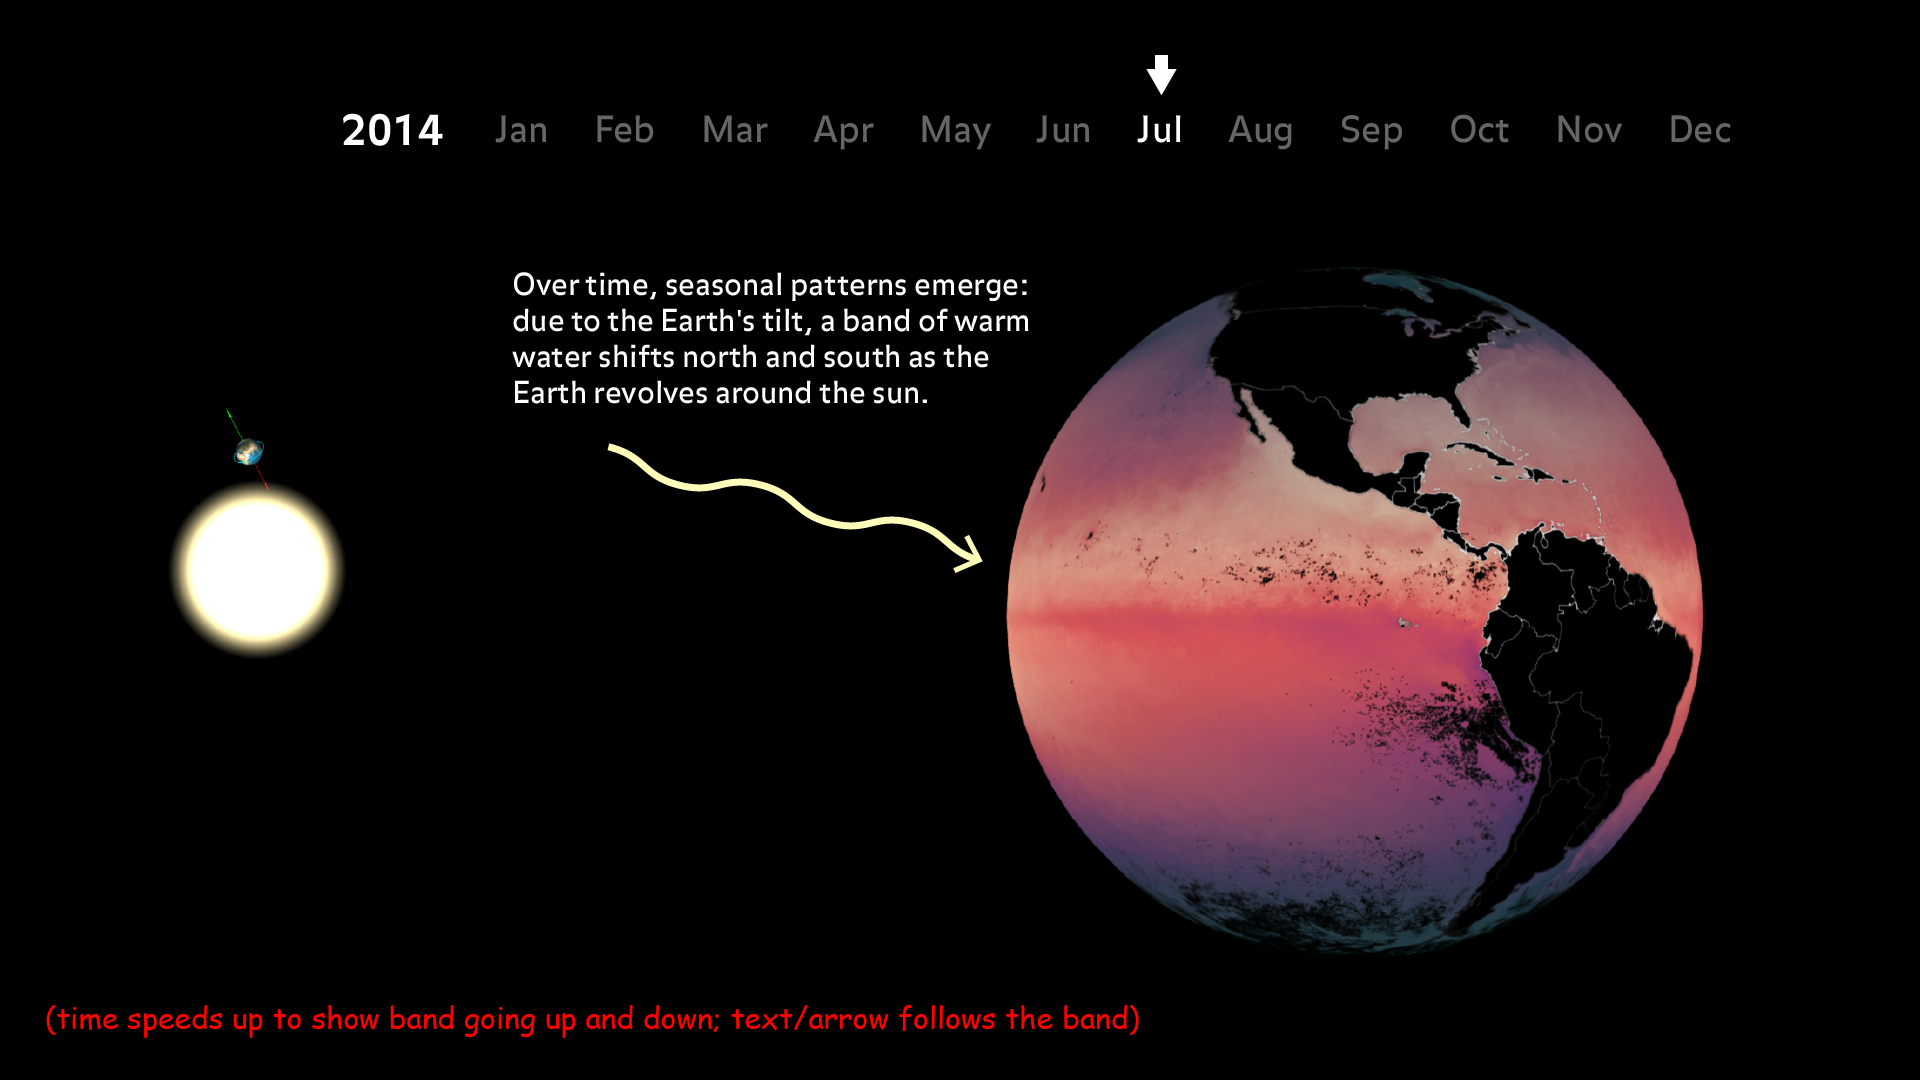 2014 Jan Feb Mar Apr May Jun Jul Aug Sep Oct Nov Dec
Over time, seasonal patterns emerge:
due to the Earth's tilt, a band of warm
water shifts north and south as the
Earth revolves around the sun.
(time speeds up to show band going up and down; text/arrow follows the band)